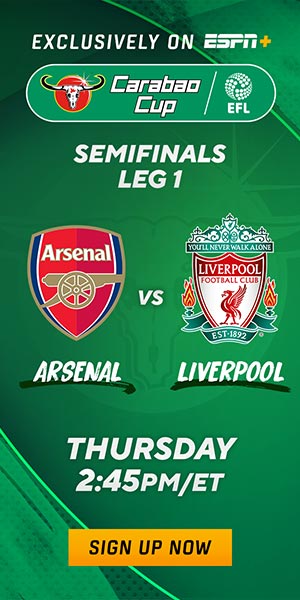 EXCLUSIVELY ON ESPN+
Carabao
Cup
EFL
SEMIFINALS
LEG 1
Arsenal
VS
YOU'LL NEVER WALK ALONE
LIVERPOOL
FOOTBALL CLUB
EST·1892
ARSENAL
LIVERPOOL
THURSDAY
2:45PM/ET
SIGN UP NOW